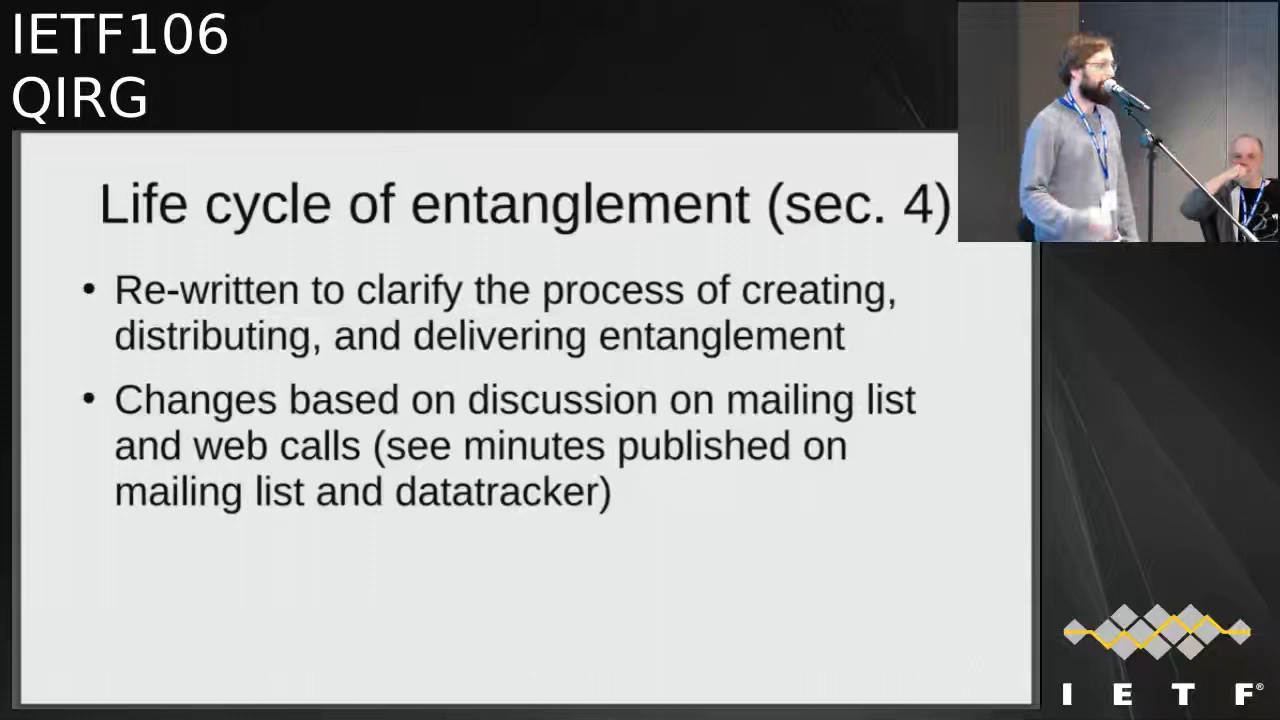 IETF106
QIRG
Life cycle of entanglement (sec. 4)
• Re-written to clarify the process of creating,
distributing, and delivering entanglement
• Changes based on discussion on mailing list
and web calls (see minutes published on
mailing list and datatracker)
I E T F®